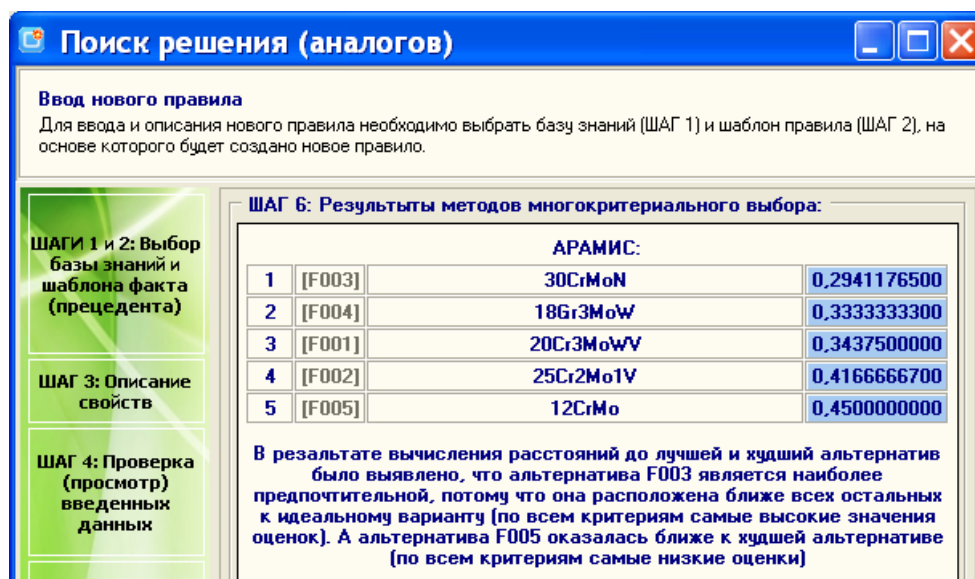 Поиск решения (аналогов)
Ввод нового правила
Для ввода и описания нового правила необходимо выбрать базу знаний (ШАГ 1) и шаблон правила (ШАГ 2), на
основе которого будет создано новое правило.
ШАГИ 1 и 2: Выбор
базы знаний и
шаблона факта
(прецедента)
ШАГ 3: Описание
свойств
ШАГ 4: Проверка
(просмотр)
введенных
данных
ШАГ 6: Результыты методов многокритериального выбора:
АРАМИС:
1 [F003] 30CrMoN 0,2941176500
2 [F004] 18Gr3MoW 0,3333333300
3 [F001] 20Cr3MoWV 0,3437500000
4 [F002] 25Cr2Mo1V 0,4166666700
5 [F005] 12CrMo 0,4500000000
В резальтате вычисления расстояний до лучшей и худший альтернатив
было выявлено, что альтернатива F003 является наиболее
предпочтительной, потому что она расположена ближе всех остальных
к идеальному варианту (по всем критериям самые высокие значения
оценок). А альтернатива F005 оказалась ближе к худшей альтернативе
(по всем критериям самые низкие оценки)